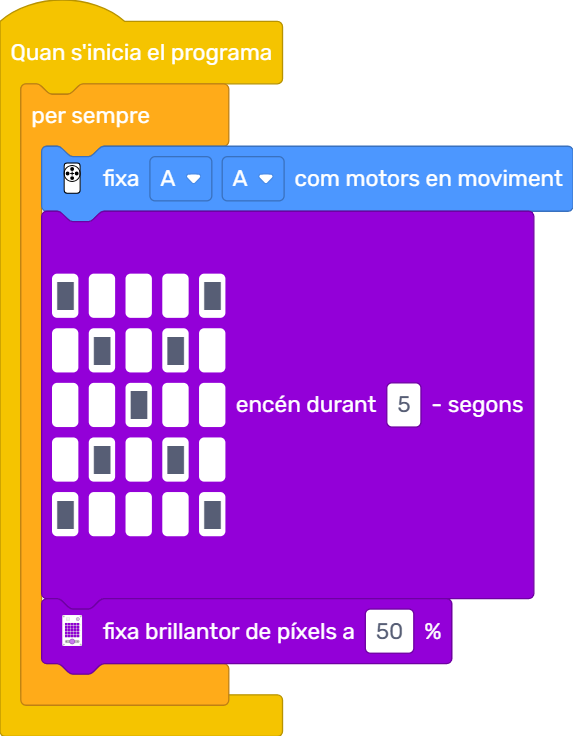 Quan s'inicia el programa
per sempre
fixa A A com motors en moviment
encén durant 5 - segons
fixa brillantor de píxels a 50 %